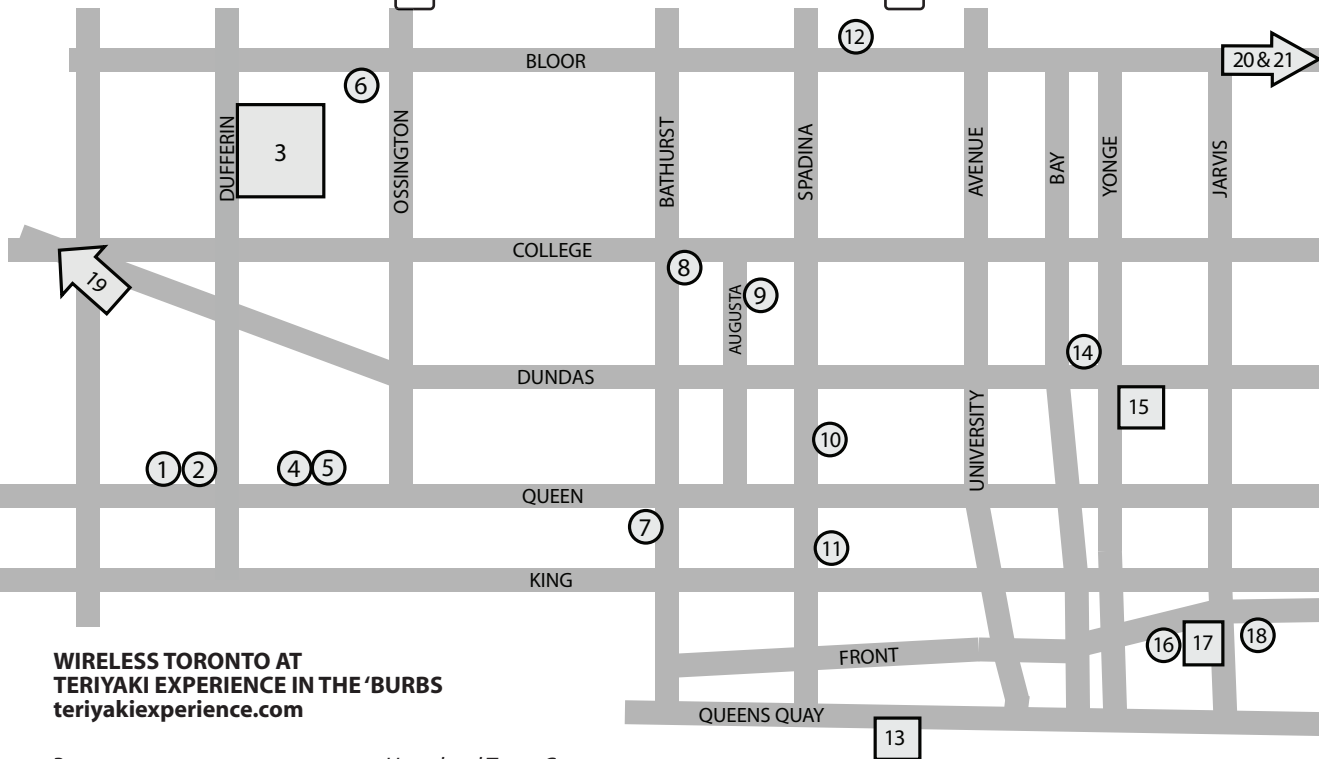 12
BLOOR
20 & 21
6
DUFFERIN
3
OSSINGTON
BATHURST
SPADINA
AVENUE
BAY
YONGE
JARVIS
COLLEGE
19
8
AUGUSTA
9
14
DUNDAS
15
UNIVERSITY
10
1
2
4
5
QUEEN
7
11
KING
FRONT
16
17
18
QUEENS QUAY
13
WIRELESS TORONTO AT
TERIYAKI EXPERIENCE IN THE ‘BURBS
teriyakiexperience.com